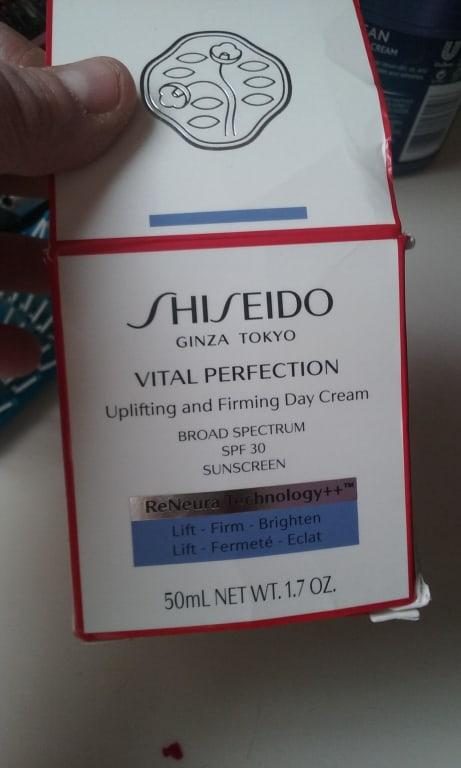 SHISEIDO
GINZA TOKYO
VITAL PERFECTION
Uplifting and Firming Day Cream
BROAD SPECTRUM
SPF 30
SUNSCREEN
ReNeura Technology++™
Lift - Firm - Brighten
Lift - Fermeté - Eclat
50mL NET WT. 1.7 OZ.
CREAM